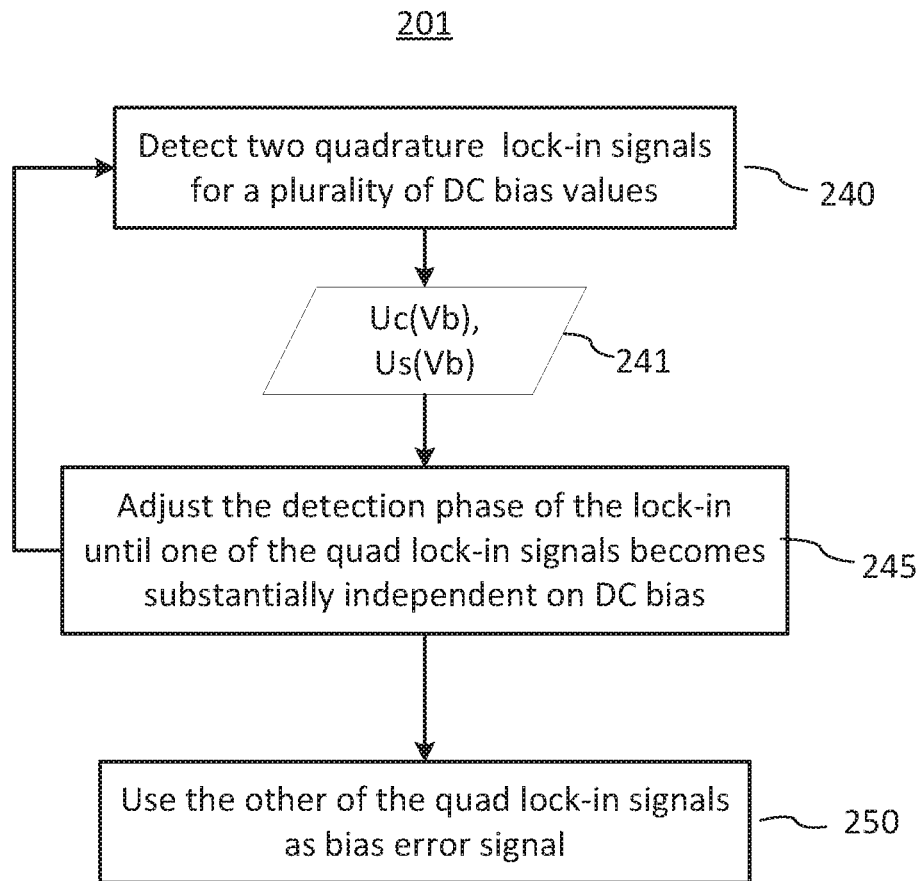 201
Detect two quadrature lock-in signals
for a plurality of DC bias values
240
Uc(Vb),
Us(Vb)
241
Adjust the detection phase of the lock-in
until one of the quad lock-in signals becomes
substantially independent on DC bias
245
Use the other of the quad lock-in signals
as bias error signal
250